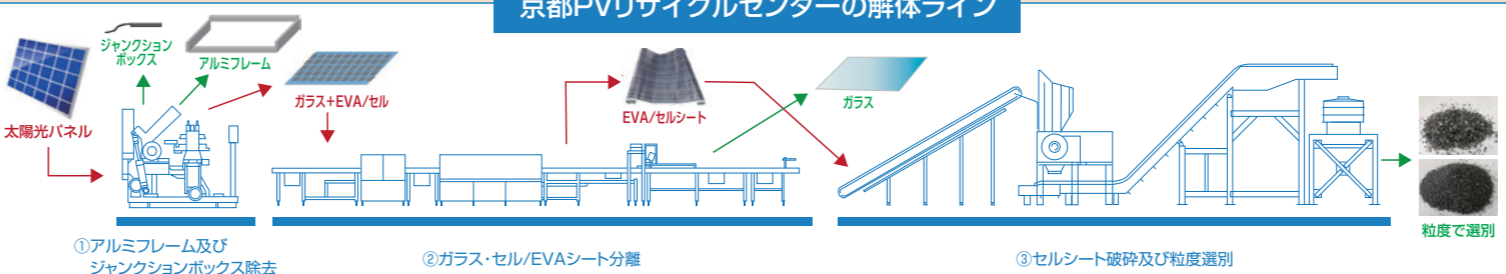 京都PVリサイクルセンターの解体ライン
ジャンクション
ボックス
アルミフレーム
ガラス+EVA/セル
太陽光パネル
EVA/セルシート
ガラス
粒度で選別
①アルミフレーム及び
ジャンクションボックス除去
②ガラス・セル/EVAシート分離
③セルシート破砕及び粒度選別